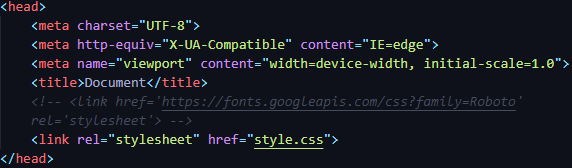 <head>
<meta charset="UTF-8">
<meta http-equiv="X-UA-Compatible" content="IE=edge">
<meta name="viewport" content="width=device-width, initial-scale=1.0">
<title>Document</title>
<!-- <link href='https://fonts.googleapis.com/css?family=Roboto'
rel='stylesheet'> -->
<link rel="stylesheet" href="style.css">
</head>